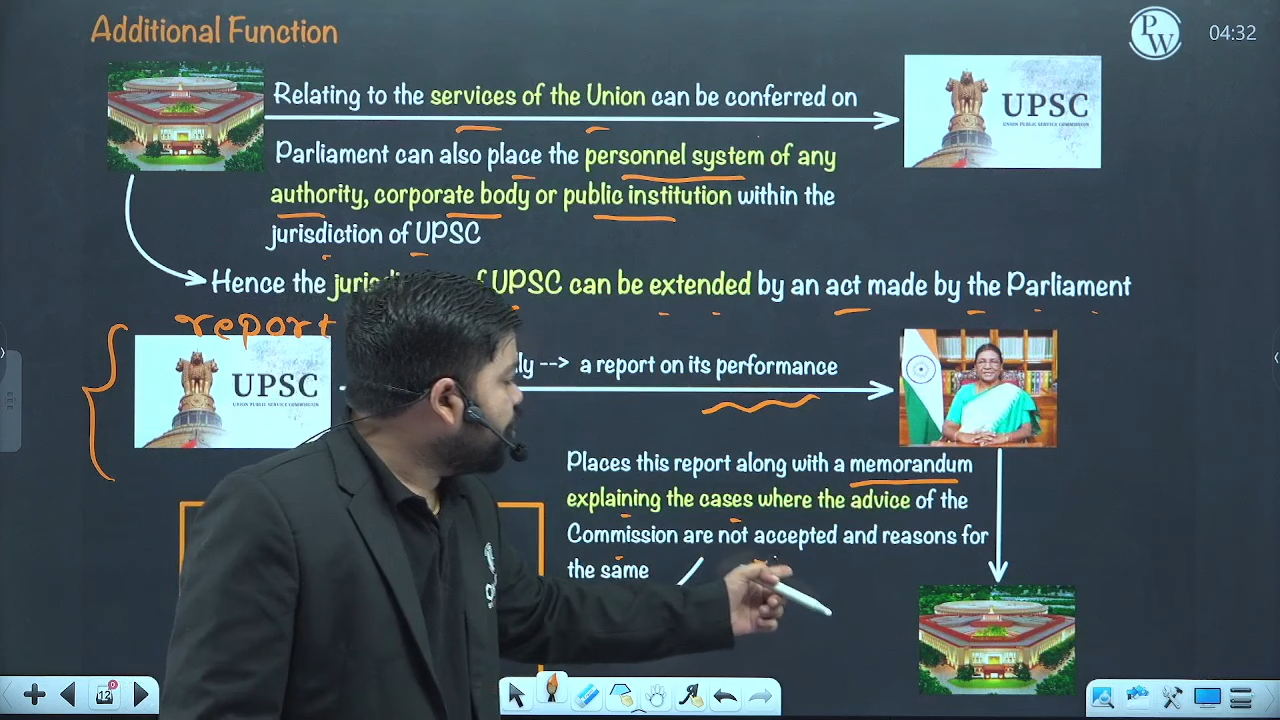 Additional Function
PW
04:32
Relating to the services of the Union can be conferred on
UPSC
UNION PUBLIC SERVICE COMMISSION
Parliament can also place the personnel system of any
authority, corporate body or public institution within the
jurisdiction of UPSC
Hence the UPSC can be extended by an act made by the Parliament
report
UPSC
UNION PUBLIC SERVICE COMMISSION
--> a report on its performance
Places this report along with a memorandum
explaining the cases where the advice of the
Commission are not accepted and reasons for
the same
12
0